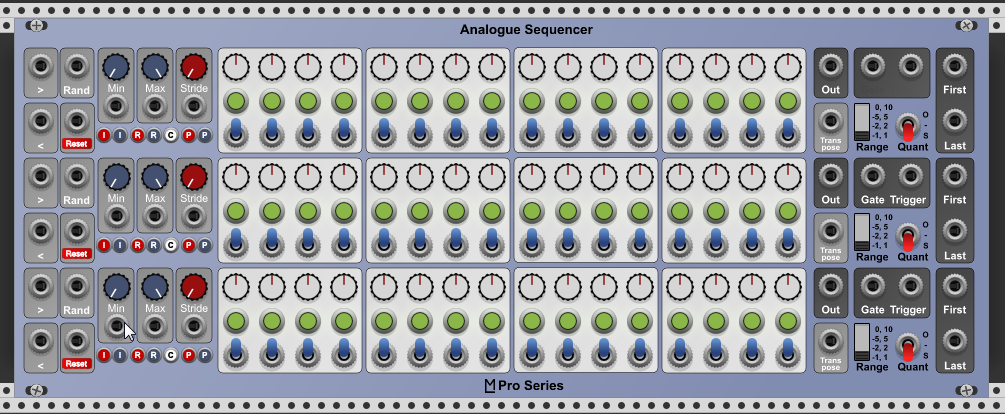 Analogue Sequencer
> Rand Min Max Stride Out First
< Reset I I R R C P P Trans pose 0, 10 -5, 5 -2, 2 -1, 1 Range O - S Quant Last
> Rand Min Max Stride Out Gate Trigger First
< Reset I I R R C P P Trans pose 0, 10 -5, 5 -2, 2 -1, 1 Range O - S Quant Last
> Rand Min Max Stride Out Gate Trigger First
< Reset I I R R C P P Trans pose 0, 10 -5, 5 -2, 2 -1, 1 Range O - S Quant Last
Pro Series